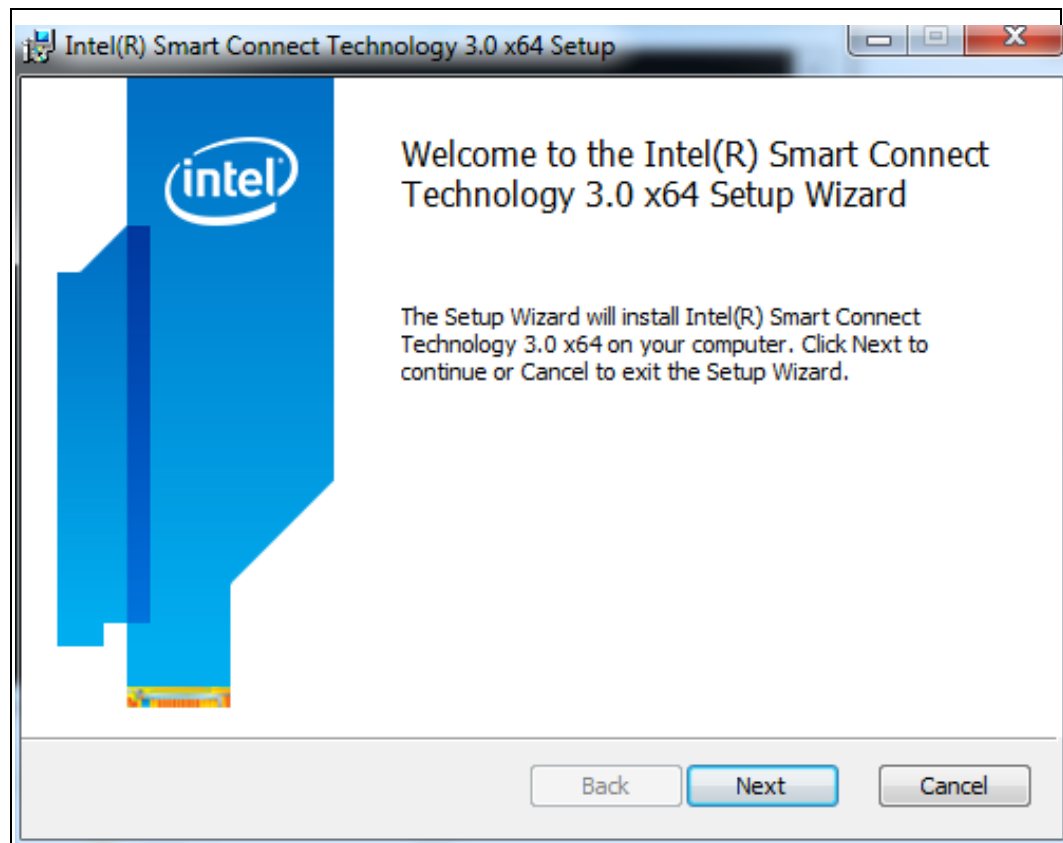 Intel(R) Smart Connect Technology 3.0 x64 Setup
intel
Welcome to the Intel(R) Smart Connect
Technology 3.0 x64 Setup Wizard
The Setup Wizard will install Intel(R) Smart Connect
Technology 3.0 x64 on your computer. Click Next to
continue or Cancel to exit the Setup Wizard.
Back Next Cancel